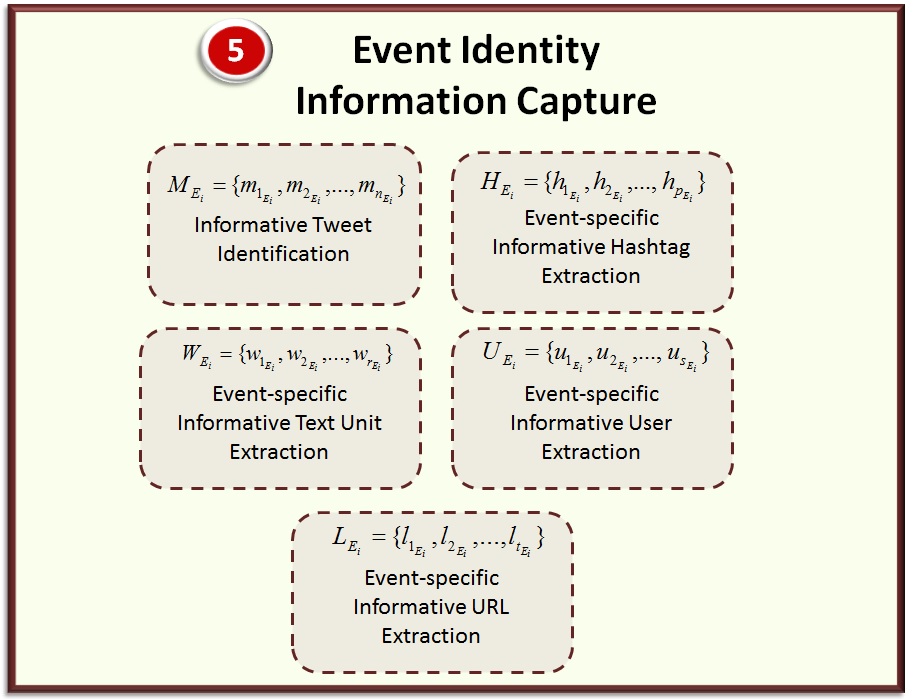 5
Event Identity
Information Capture
M_{E_i} = {m_{1_{E_i}}, m_{2_{E_i}},..., m_{n_{E_i}}}
Informative Tweet
Identification
H_{E_i} = {h_{1_{E_i}}, h_{2_{E_i}},..., h_{p_{E_i}}}
Event-specific
Informative Hashtag
Extraction
W_{E_i} = {w_{1_{E_i}}, w_{2_{E_i}},..., w_{r_{E_i}}}
Event-specific
Informative Text Unit
Extraction
U_{E_i} = {u_{1_{E_i}}, u_{2_{E_i}},..., u_{s_{E_i}}}
Event-specific
Informative User
Extraction
L_{E_i} = {l_{1_{E_i}}, l_{2_{E_i}},..., l_{t_{E_i}}}
Event-specific
Informative URL
Extraction